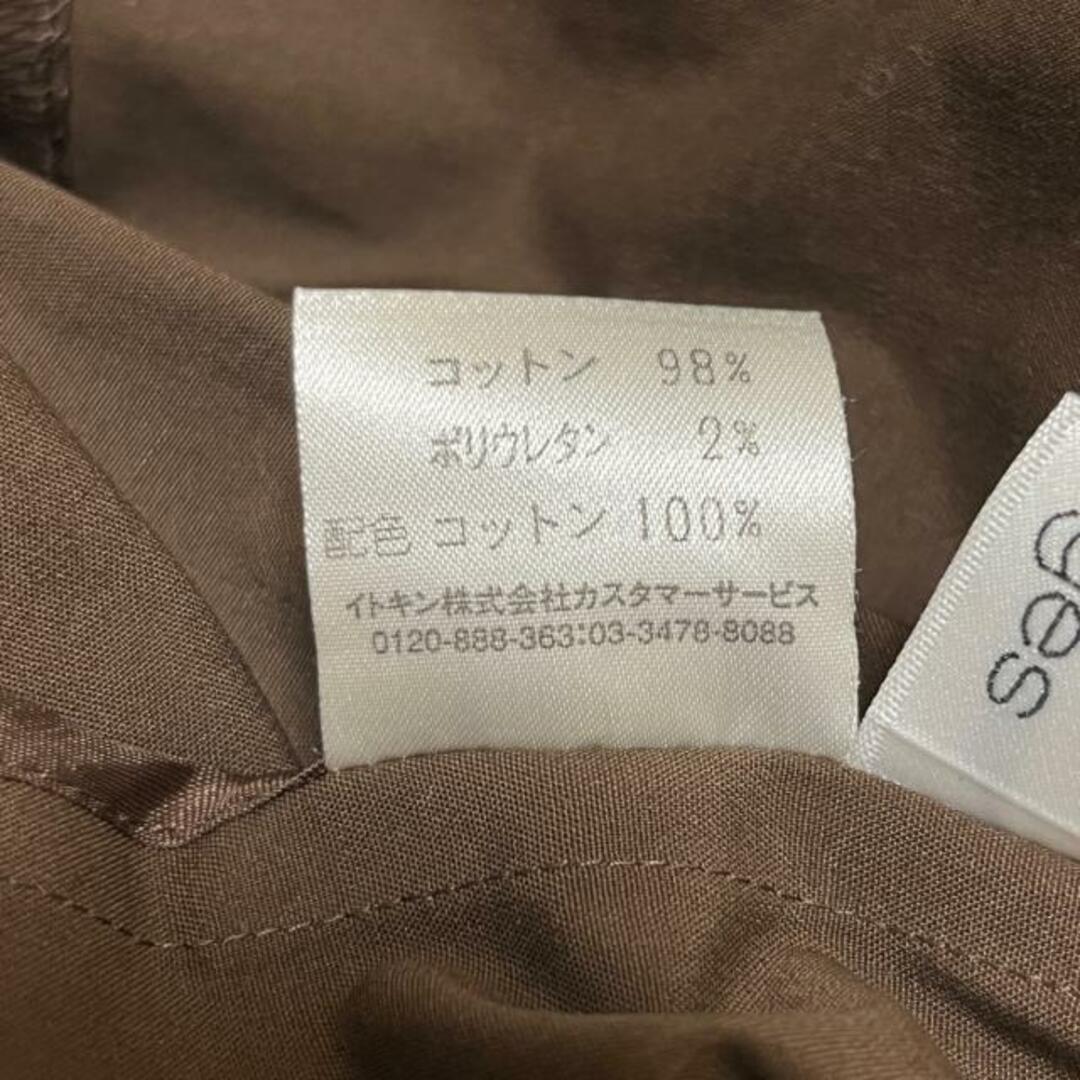 コットン 98%
ポリウレタン 2%
配色 コットン 100%
イトキン株式会社カスタマーサービス
0120-888-363:03-3478-8088
ges